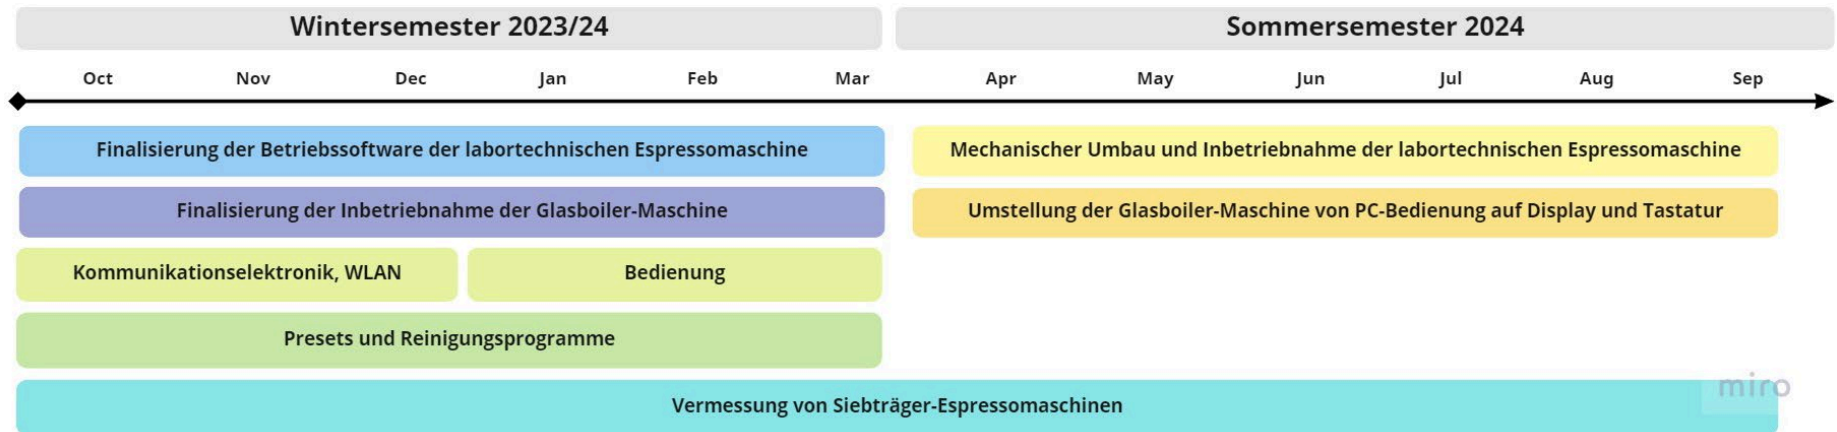 Wintersemester 2023/24 Sommersemester 2024
Oct Nov Dec Jan Feb Mar Apr May Jun Jul Aug Sep
Finalisierung der Betriebssoftware der labortechnischen Espressomaschine Mechanischer Umbau und Inbetriebnahme der labortechnischen Espressomaschine
Finalisierung der Inbetriebnahme der Glasboiler-Maschine Umstellung der Glasboiler-Maschine von PC-Bedienung auf Display und Tastatur
Kommunikationselektronik, WLAN Bedienung
Presets und Reinigungsprogramme
miro
Vermessung von Siebträger-Espressomaschinen